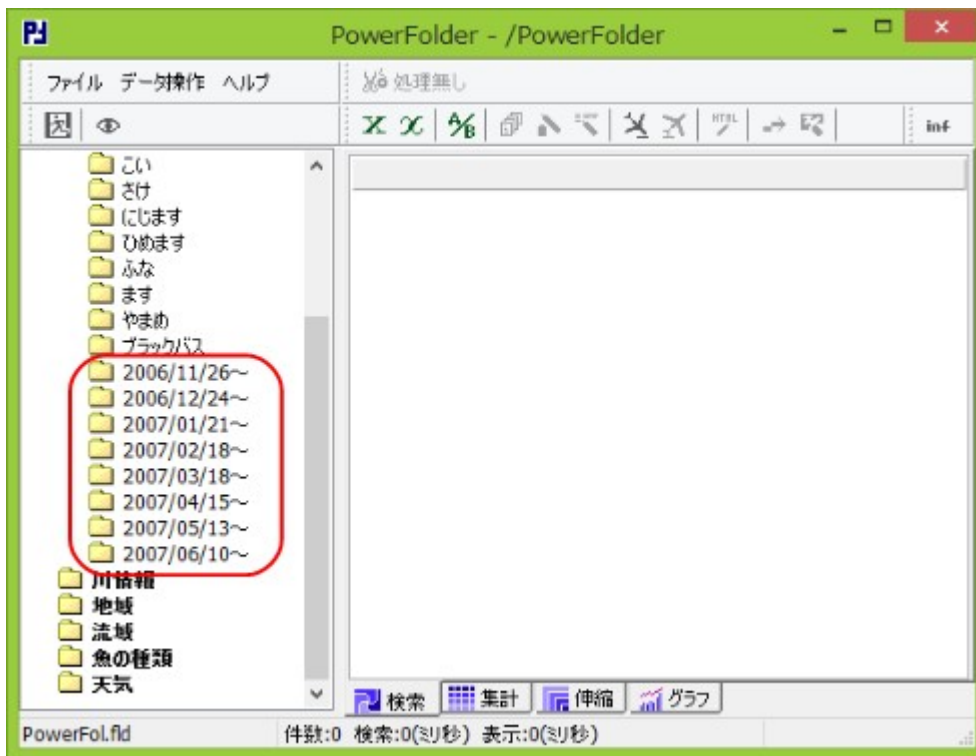 PowerFolder - /PowerFolder
ファイル データ操作 ヘルプ
処理無し
A/B
HTML
inf
こい
さけ
にじます
ひめます
ふな
ます
やまめ
ブラックバス
2006/11/26～
2006/12/24～
2007/01/21～
2007/02/18～
2007/03/18～
2007/04/15～
2007/05/13～
2007/06/10～
川情報
地域
流域
魚の種類
天気
検索 集計 伸縮 グラフ
PowerFol.fld 件数:0 検索:0(ミリ秒) 表示:0(ミリ秒)